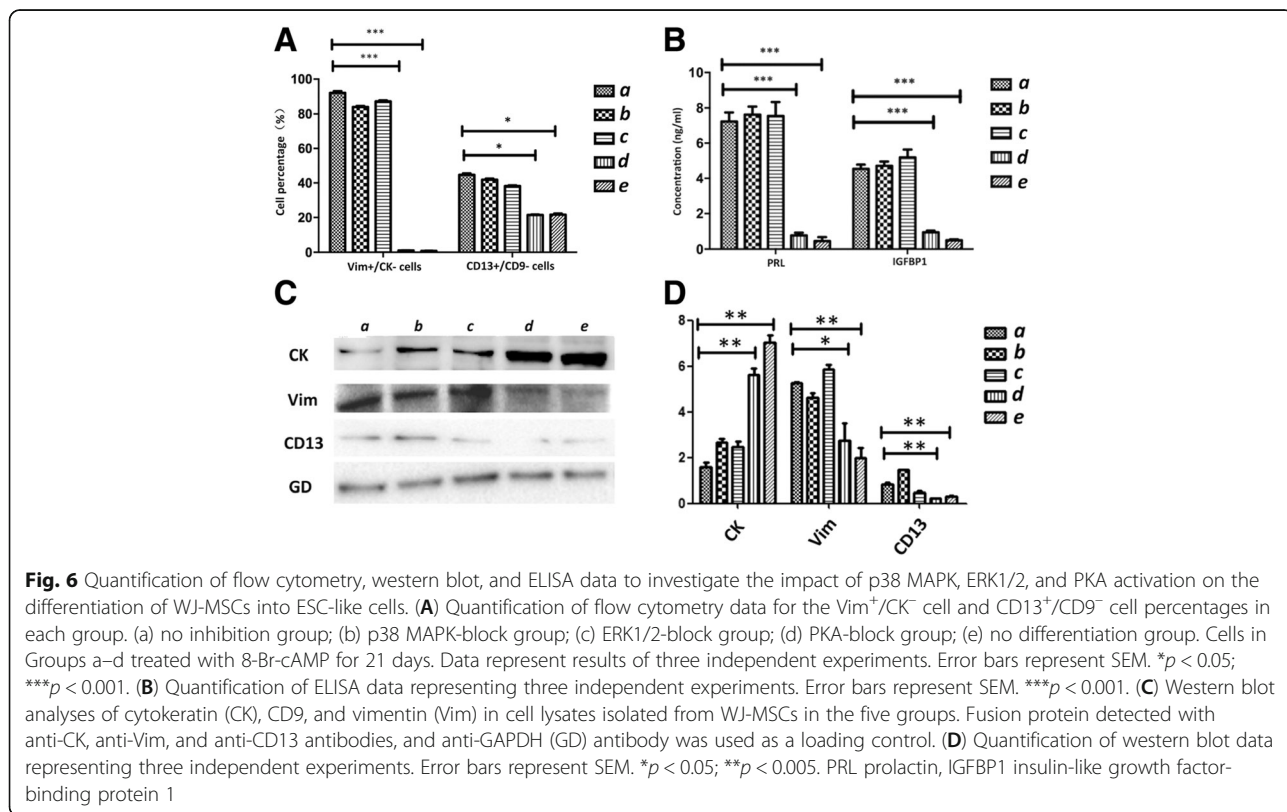 A
***
***
100
80
60
40
20
0
Cell percentage (%)
*
*
Vim+/CK- cells
CD13+/CD9- cells
a
b
c
d
e
B
***
***
***
***
10
8
6
4
2
0
Concentration (ng/ml)
PRL
IGFBP1
a
b
c
d
e
C
a b c d e
CK
Vim
CD13
GD
D
8
6
4
2
0
**
**
**
*
**
**
CK
Vim
CD13
a
b
c
d
e
Fig. 6 Quantification of flow cytometry, western blot, and ELISA data to investigate the impact of p38 MAPK, ERK1/2, and PKA activation on the
differentiation of WJ-MSCs into ESC-like cells. (A) Quantification of flow cytometry data for the Vim⁺/CK⁻ cell and CD13⁺/CD9⁻ cell percentages in
each group. (a) no inhibition group; (b) p38 MAPK-block group; (c) ERK1/2-block group; (d) PKA-block group; (e) no differentiation group. Cells in
Groups a–d treated with 8-Br-cAMP for 21 days. Data represent results of three independent experiments. Error bars represent SEM. *p < 0.05;
***p < 0.001. (B) Quantification of ELISA data representing three independent experiments. Error bars represent SEM. ***p < 0.001. (C) Western blot
analyses of cytokeratin (CK), CD9, and vimentin (Vim) in cell lysates isolated from WJ-MSCs in the five groups. Fusion protein detected with
anti-CK, anti-Vim, and anti-CD13 antibodies, and anti-GAPDH (GD) antibody was used as a loading control. (D) Quantification of western blot data
representing three independent experiments. Error bars represent SEM. *p < 0.05; **p < 0.005. PRL prolactin, IGFBP1 insulin-like growth factor-
binding protein 1